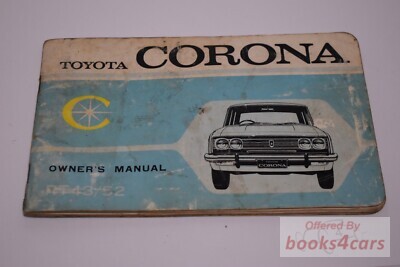 TOYOTA CORONA
C
OWNER'S MANUAL
CORONA
RT43-52
Offered By
books4cars